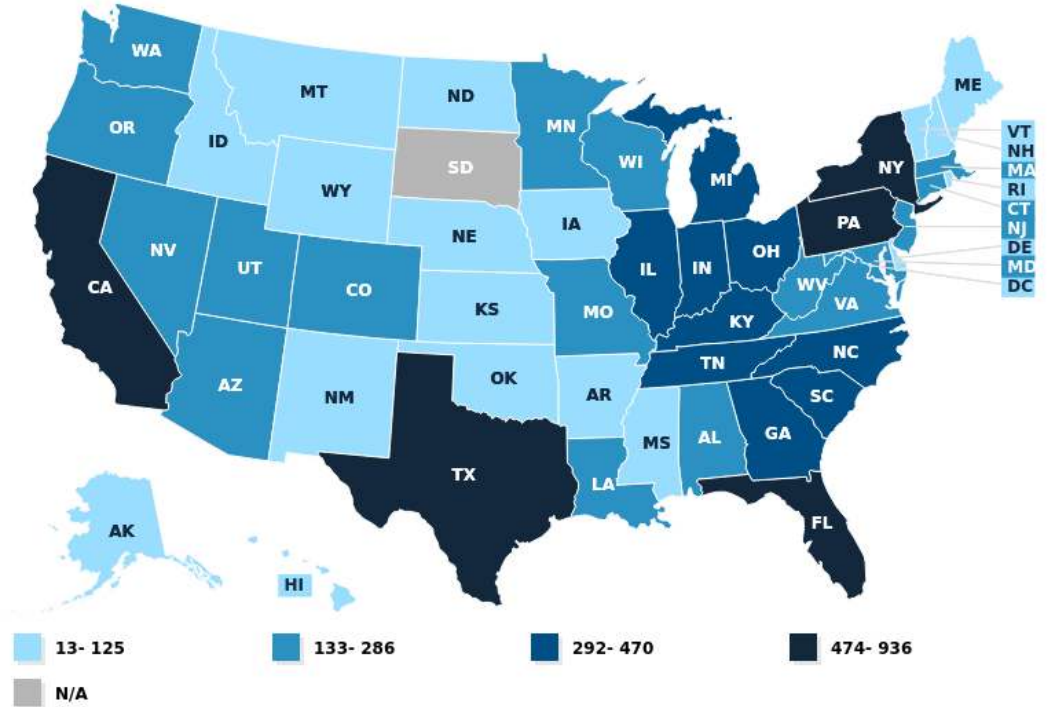 WA
MT
ND
ME
OR
ID
MN
VT
NH
WI
NY
SD
MI
MA
WY
RI
IA
CT
PA
NE
NJ
NV
OH
DE
UT
IL
IN
MD
CA
CO
WV
DC
VA
KS
MO
KY
NC
TN
OK
AZ
NM
AR
SC
GA
MS
AL
TX
LA
FL
AK
HI
13- 125
133- 286
292- 470
474- 936
N/A